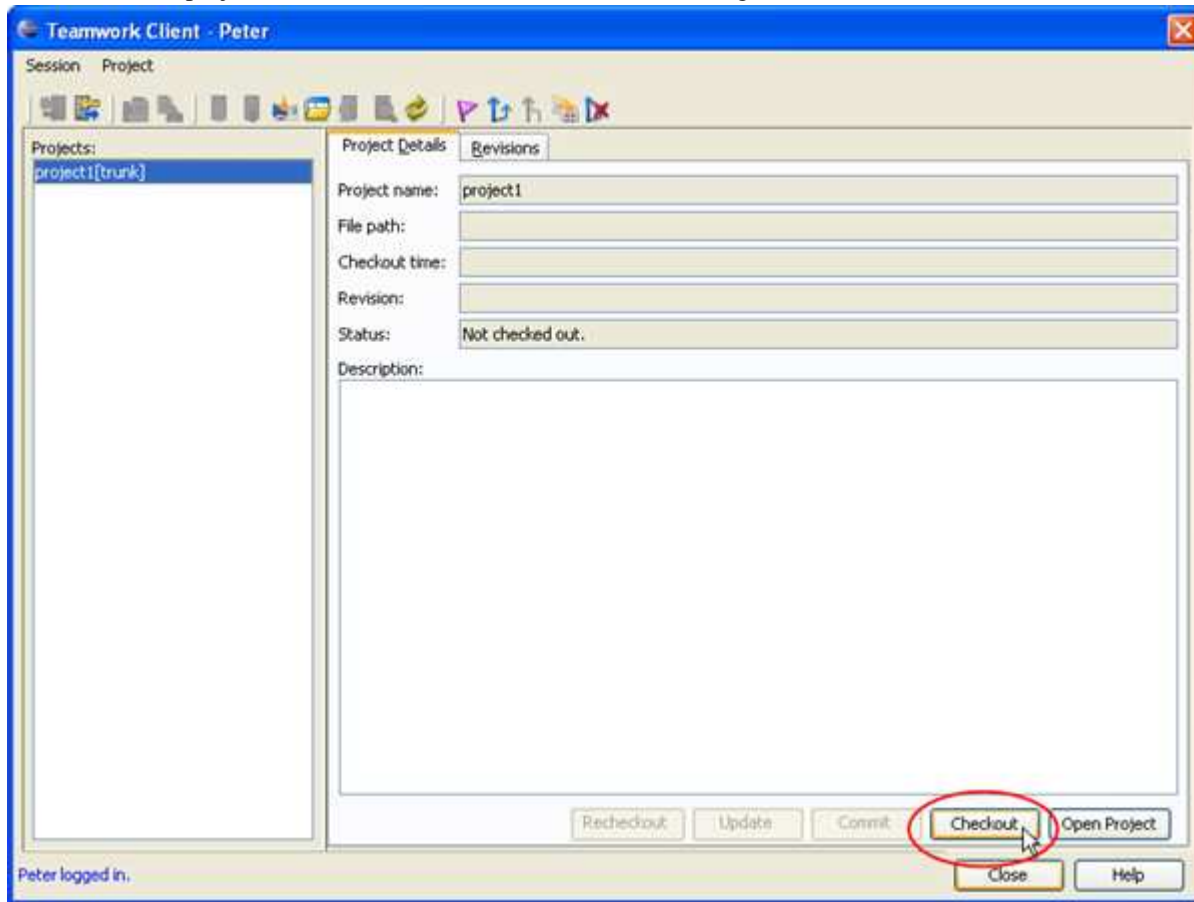 Teamwork Client - Peter
Session Project
Projects:
project1[trunk]
Project Details Revisions
Project name: project1
File path:
Checkout time:
Revision:
Status: Not checked out.
Description:
Recheckout Update Commit Checkout Open Project
Peter logged in.
Close Help